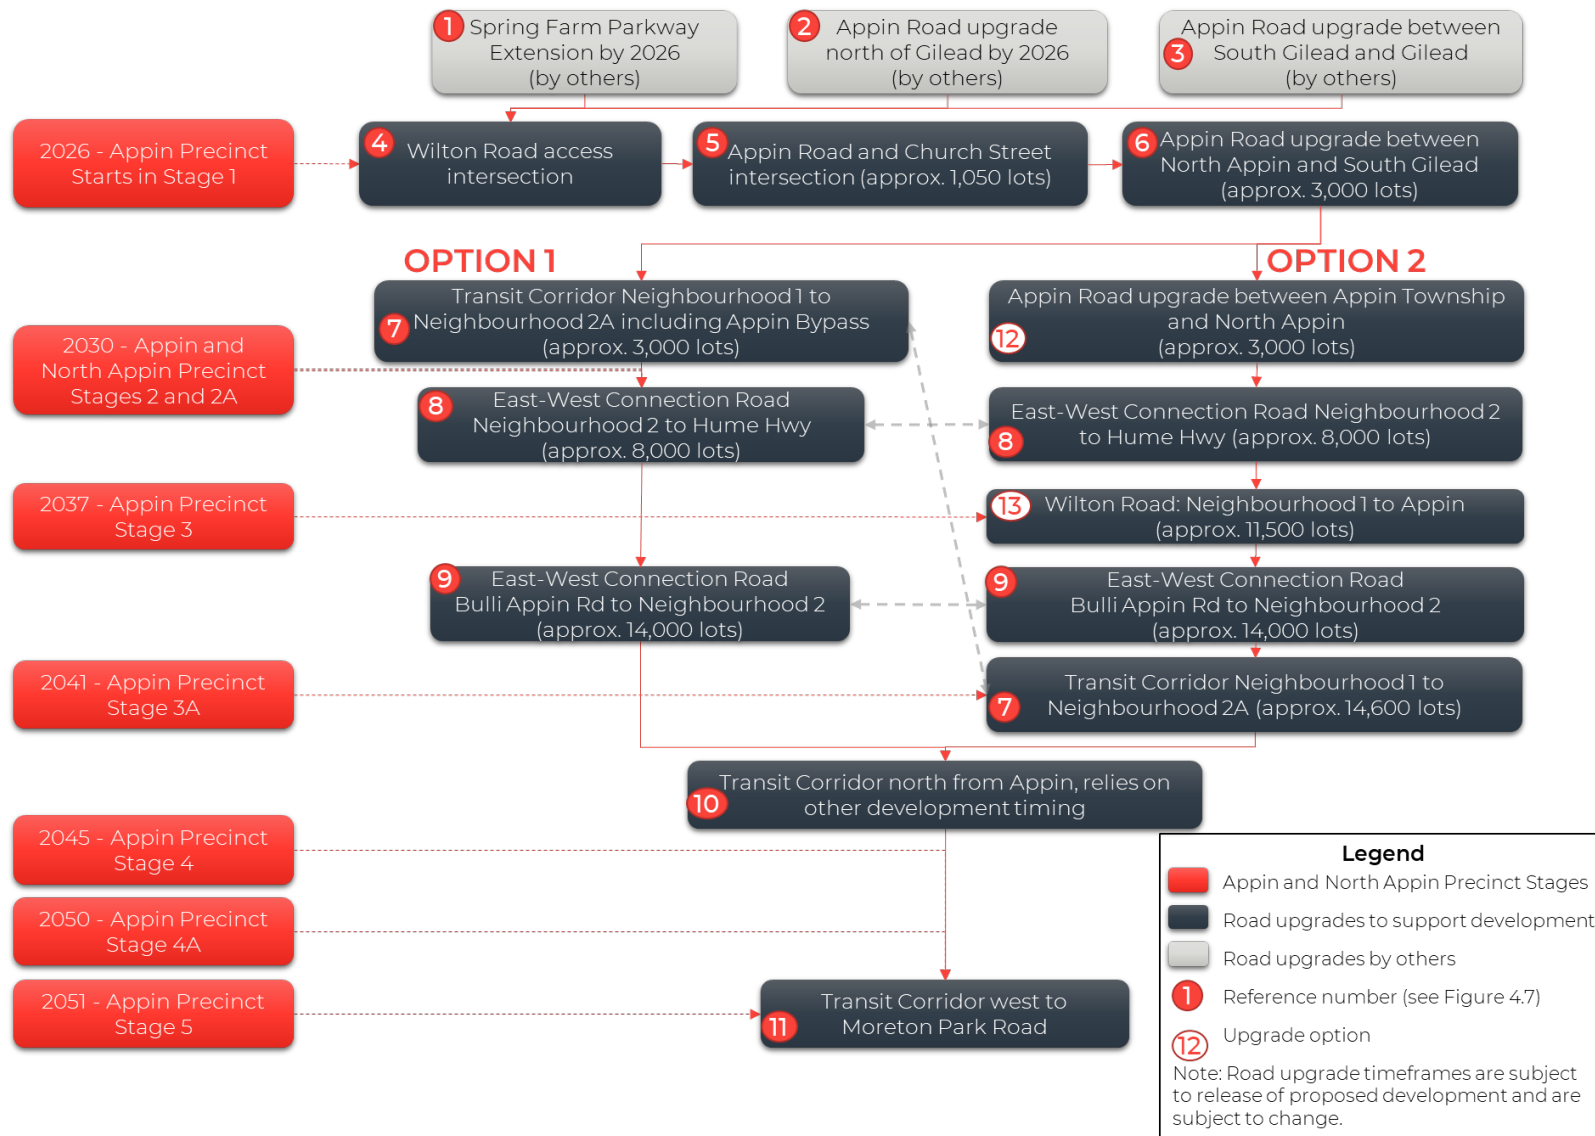 1
Spring Farm Parkway
Extension by 2026
(by others)
2
Appin Road upgrade
north of Gilead by 2026
(by others)
3
Appin Road upgrade between
South Gilead and Gilead
(by others)
2026 - Appin Precinct
Starts in Stage 1
4
Wilton Road access
intersection
5
Appin Road and Church Street
intersection (approx. 1,050 lots)
6
Appin Road upgrade between
North Appin and South Gilead
(approx. 3,000 lots)
OPTION 1
OPTION 2
Transit Corridor Neighbourhood 1 to
Neighbourhood 2A including Appin Bypass
(approx. 3,000 lots)
7
Appin Road upgrade between Appin Township
and North Appin
(approx. 3,000 lots)
12
2030 - Appin and
North Appin Precinct
Stages 2 and 2A
8
East-West Connection Road
Neighbourhood 2 to Hume Hwy
(approx. 8,000 lots)
East-West Connection Road Neighbourhood 2
to Hume Hwy (approx. 8,000 lots)
8
2037 - Appin Precinct
Stage 3
13
Wilton Road: Neighbourhood 1 to Appin
(approx. 11,500 lots)
9
East-West Connection Road
Bulli Appin Rd to Neighbourhood 2
(approx. 14,000 lots)
9
East-West Connection Road
Bulli Appin Rd to Neighbourhood 2
(approx. 14,000 lots)
2041 - Appin Precinct
Stage 3A
Transit Corridor Neighbourhood 1 to
Neighbourhood 2A (approx. 14,600 lots)
7
Transit Corridor north from Appin, relies on
other development timing
10
2045 - Appin Precinct
Stage 4
2050 - Appin Precinct
Stage 4A
2051 - Appin Precinct
Stage 5
Transit Corridor west to
Moreton Park Road
11
Legend
Appin and North Appin Precinct Stages
Road upgrades to support development
Road upgrades by others
1
Reference number (see Figure 4.7)
12
Upgrade option
Note: Road upgrade timeframes are subject
to release of proposed development and are
subject to change.